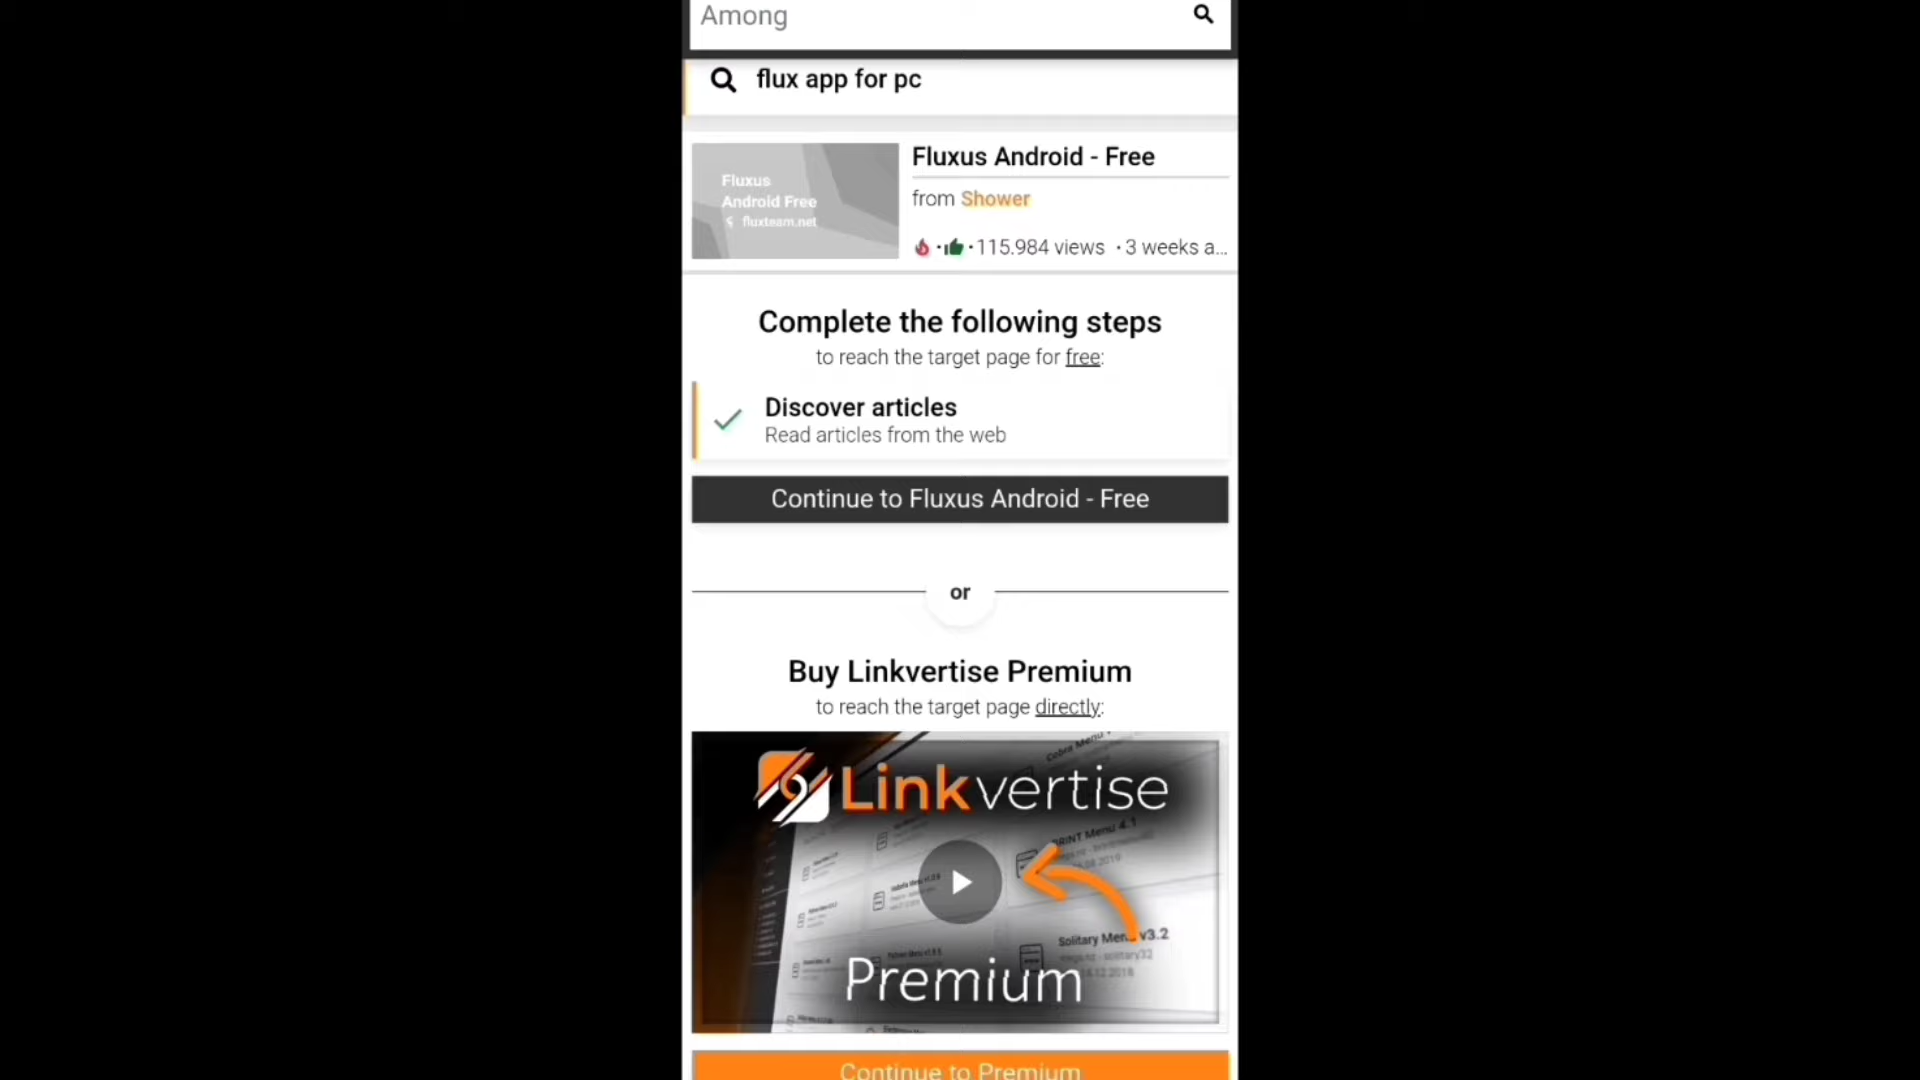 Among
flux app for pc
Fluxus
Android Free
fluxteam.net
Fluxus Android - Free
from Shower
115.984 views • 3 weeks a...
Complete the following steps
to reach the target page for free:
Discover articles
Read articles from the web
Continue to Fluxus Android - Free
or
Buy Linkvertise Premium
to reach the target page directly:
Linkvertise
Solitary Menu v3.2
Premium
Continue to Premium